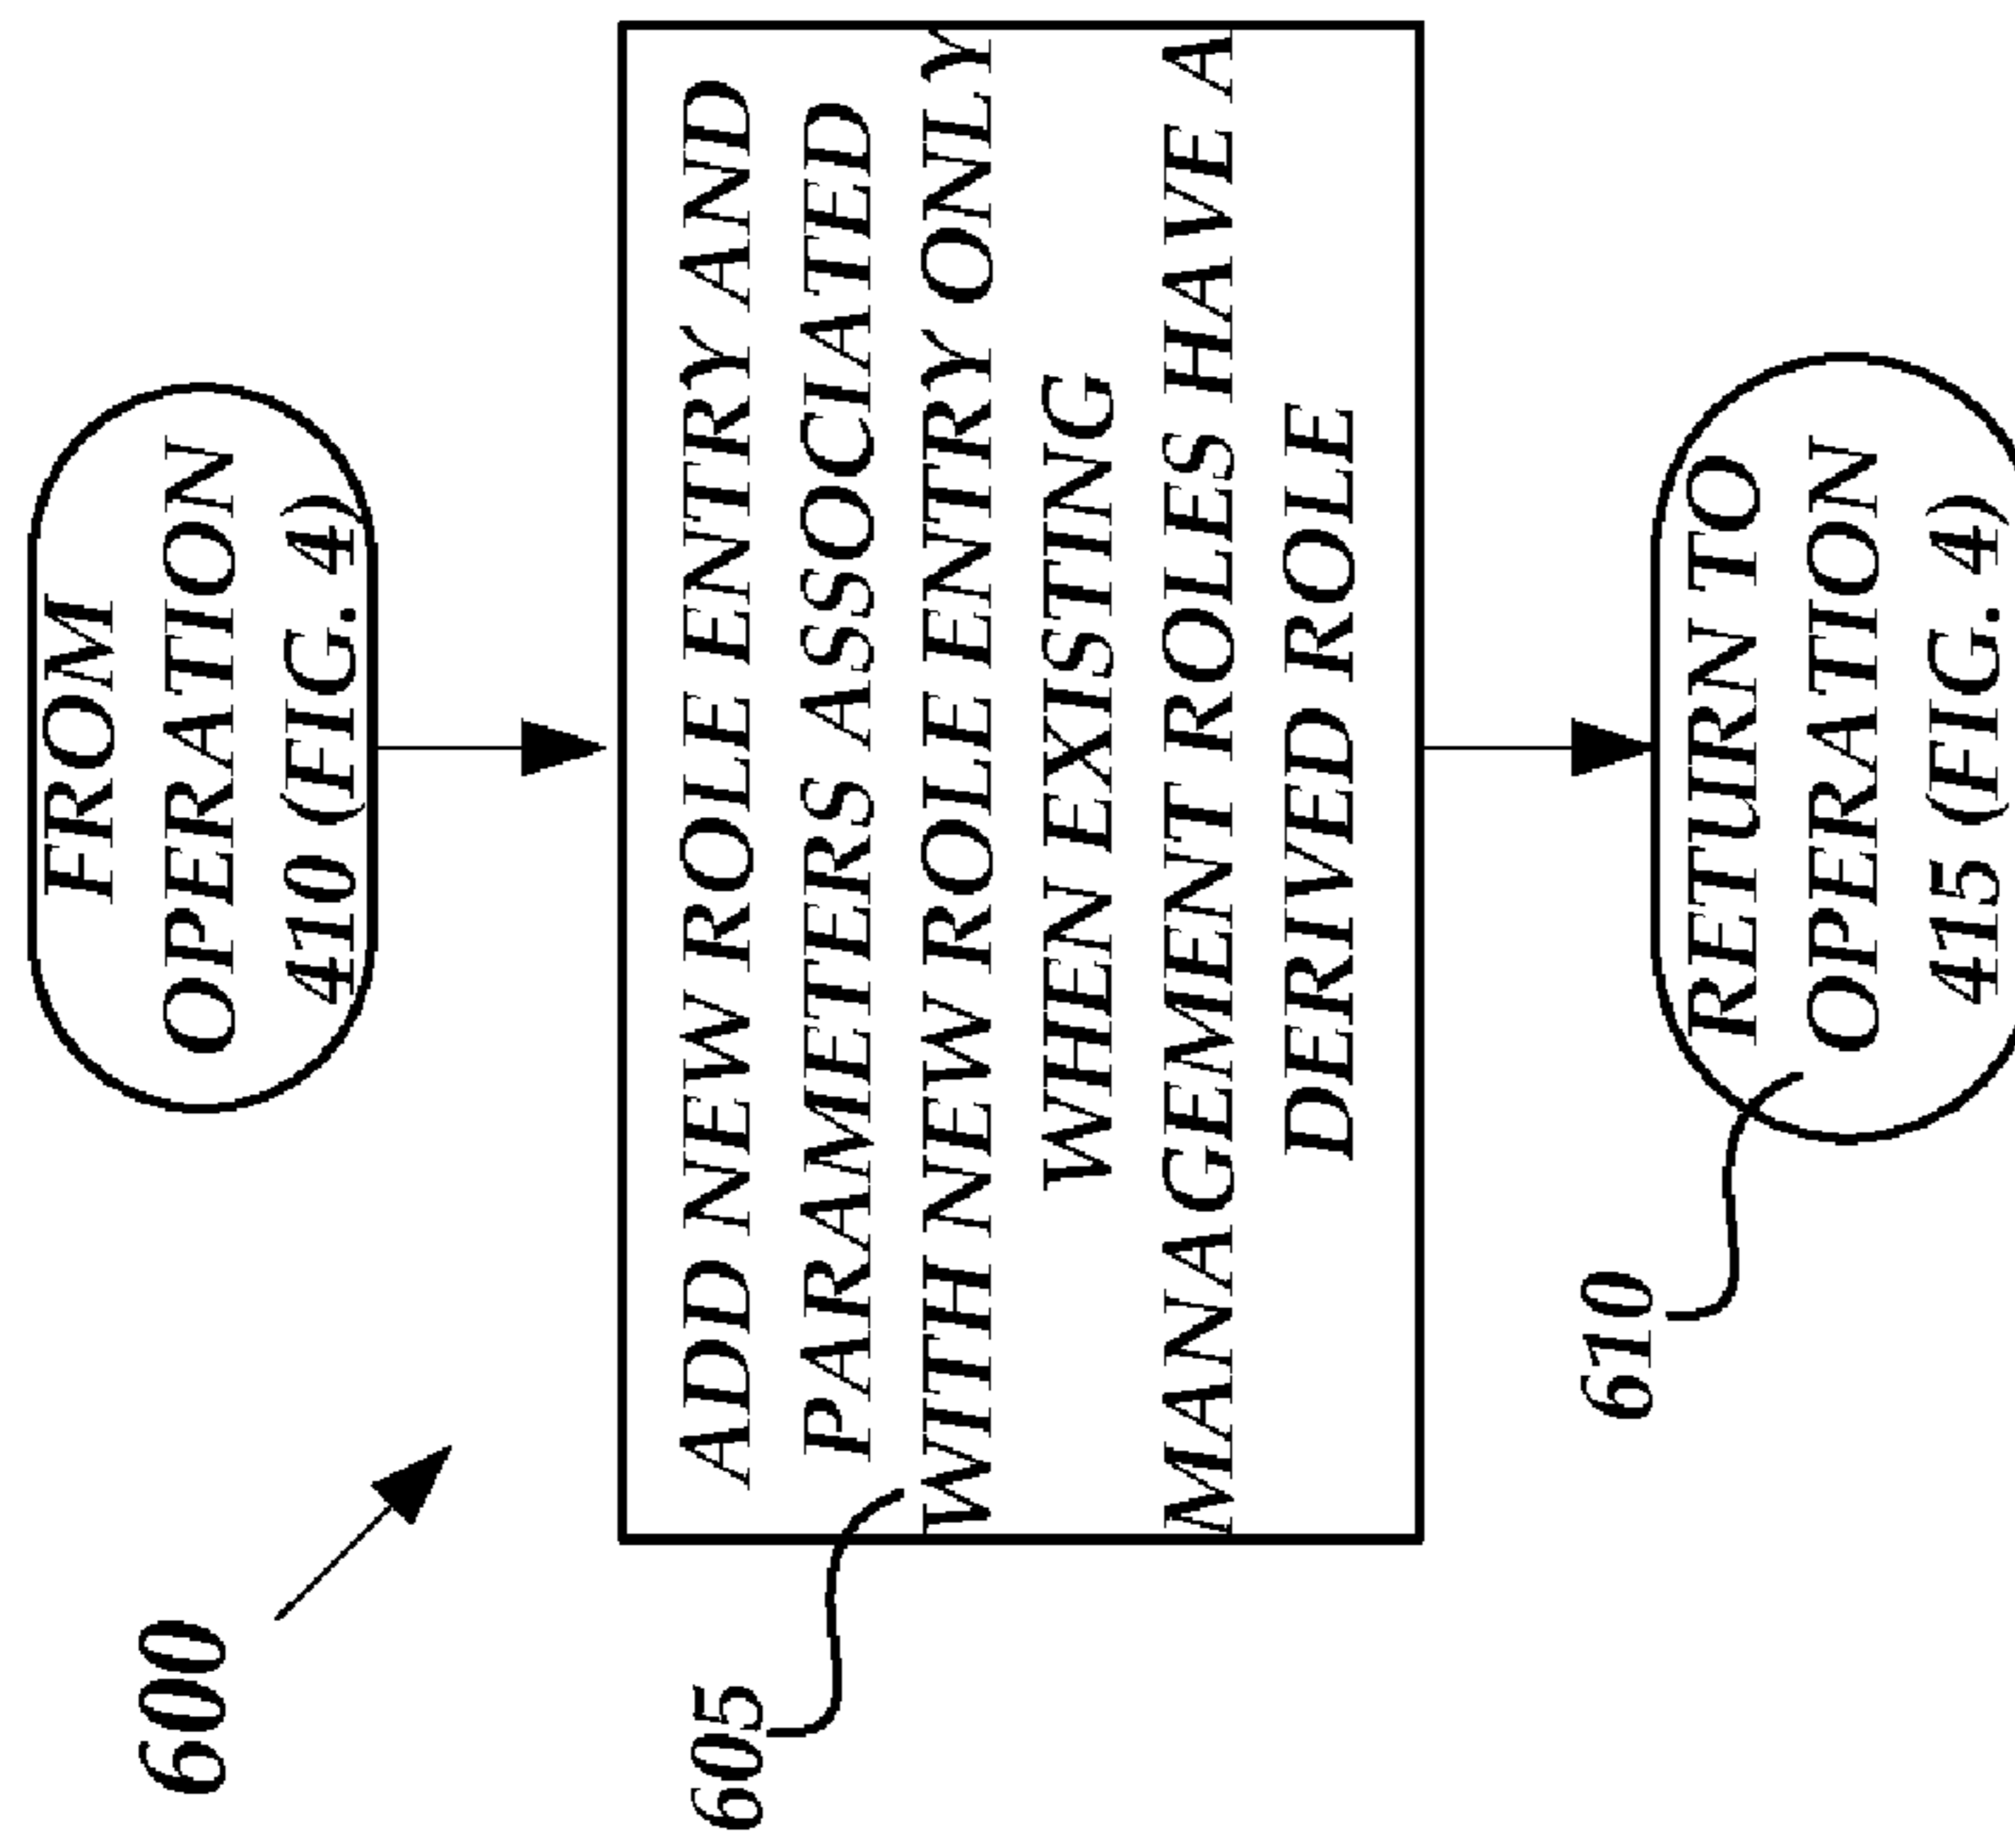 600
FROM
OPERATION
410 (FIG. 4)
605
ADD NEW ROLE ENTRY AND
PARAMETERS ASSOCIATED
WITH NEW ROLE ENTRY ONLY
WHEN EXISTING
MANAGEMENT ROLES HAVE A
DERIVED ROLE
610
RETURN TO
OPERATION
415 (FIG. 4)